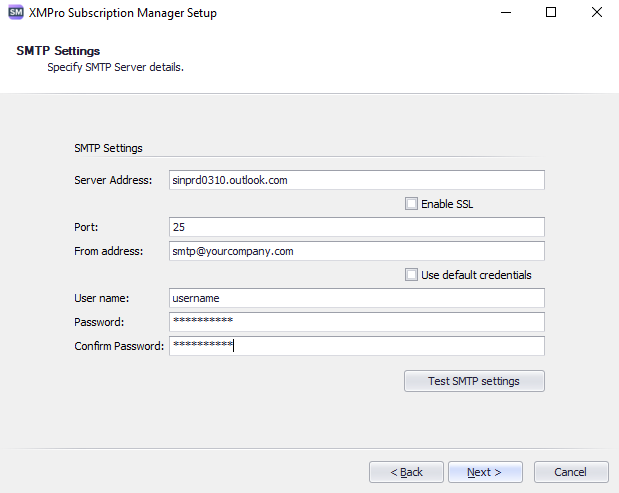 SM XMPro Subscription Manager Setup
SMTP Settings
Specify SMTP Server details.
SMTP Settings
Server Address: sinprd0310.outlook.com
Enable SSL
Port: 25
From address: smtp@yourcompany.com
Use default credentials
User name: username
Password: **********
Confirm Password: **********
Test SMTP settings
< Back Next > Cancel